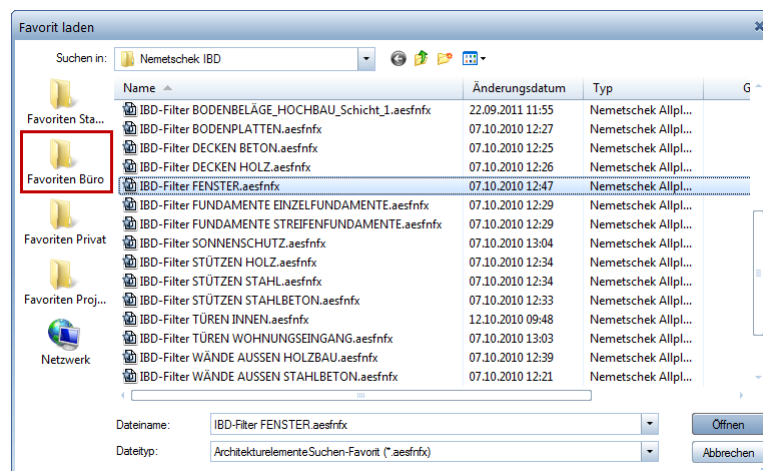 Favorit laden
Suchen in: Nemetschek IBD
Name Änderungsdatum Typ G
Favoriten Sta...
Favoriten Büro
Favoriten Privat
Favoriten Proj...
Netzwerk
IBD-Filter BODENBELÄGE_HOCHBAU_Schicht_1.aesfnfx 22.09.2011 11:55 Nemetschek Allpl...
IBD-Filter BODENPLATTEN.aesfnfx 07.10.2010 12:27 Nemetschek Allpl...
IBD-Filter DECKEN BETON.aesfnfx 07.10.2010 12:25 Nemetschek Allpl...
IBD-Filter DECKEN HOLZ.aesfnfx 07.10.2010 12:26 Nemetschek Allpl...
IBD-Filter FENSTER.aesfnfx 07.10.2010 12:47 Nemetschek Allpl...
IBD-Filter FUNDAMENTE EINZELFUNDAMENTE.aesfnfx 07.10.2010 12:29 Nemetschek Allpl...
IBD-Filter FUNDAMENTE STREIFENFUNDAMENTE.aesfnfx 07.10.2010 12:29 Nemetschek Allpl...
IBD-Filter SONNENSCHUTZ.aesfnfx 07.10.2010 13:04 Nemetschek Allpl...
IBD-Filter STÜTZEN HOLZ.aesfnfx 07.10.2010 12:34 Nemetschek Allpl...
IBD-Filter STÜTZEN STAHL.aesfnfx 07.10.2010 12:34 Nemetschek Allpl...
IBD-Filter STÜTZEN STAHLBETON.aesfnfx 07.10.2010 12:33 Nemetschek Allpl...
IBD-Filter TÜREN INNEN.aesfnfx 12.10.2010 09:48 Nemetschek Allpl...
IBD-Filter TÜREN WOHNUNGSEINGANG.aesfnfx 07.10.2010 13:03 Nemetschek Allpl...
IBD-Filter WÄNDE AUSSEN HOLZBAU.aesfnfx 07.10.2010 12:39 Nemetschek Allpl...
IBD-Filter WÄNDE AUSSEN STAHLBETON.aesfnfx 07.10.2010 12:21 Nemetschek Allpl...
Dateiname: IBD-Filter FENSTER.aesfnfx Öffnen
Dateityp: ArchitekturelementeSuchen-Favorit (*.aesfnfx) Abbrechen